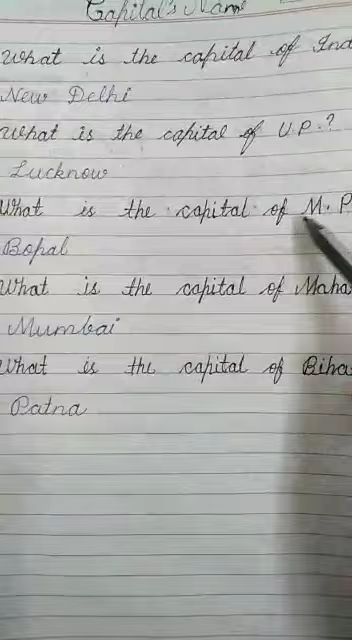 Capital's Name
What is the capital of Ind
New Delhi
What is the capital of U.P.?
Lucknow
What is the capital of M.P
Bopal
What is the capital of Maha
Mumbai
What is the capital of Biha
Patna